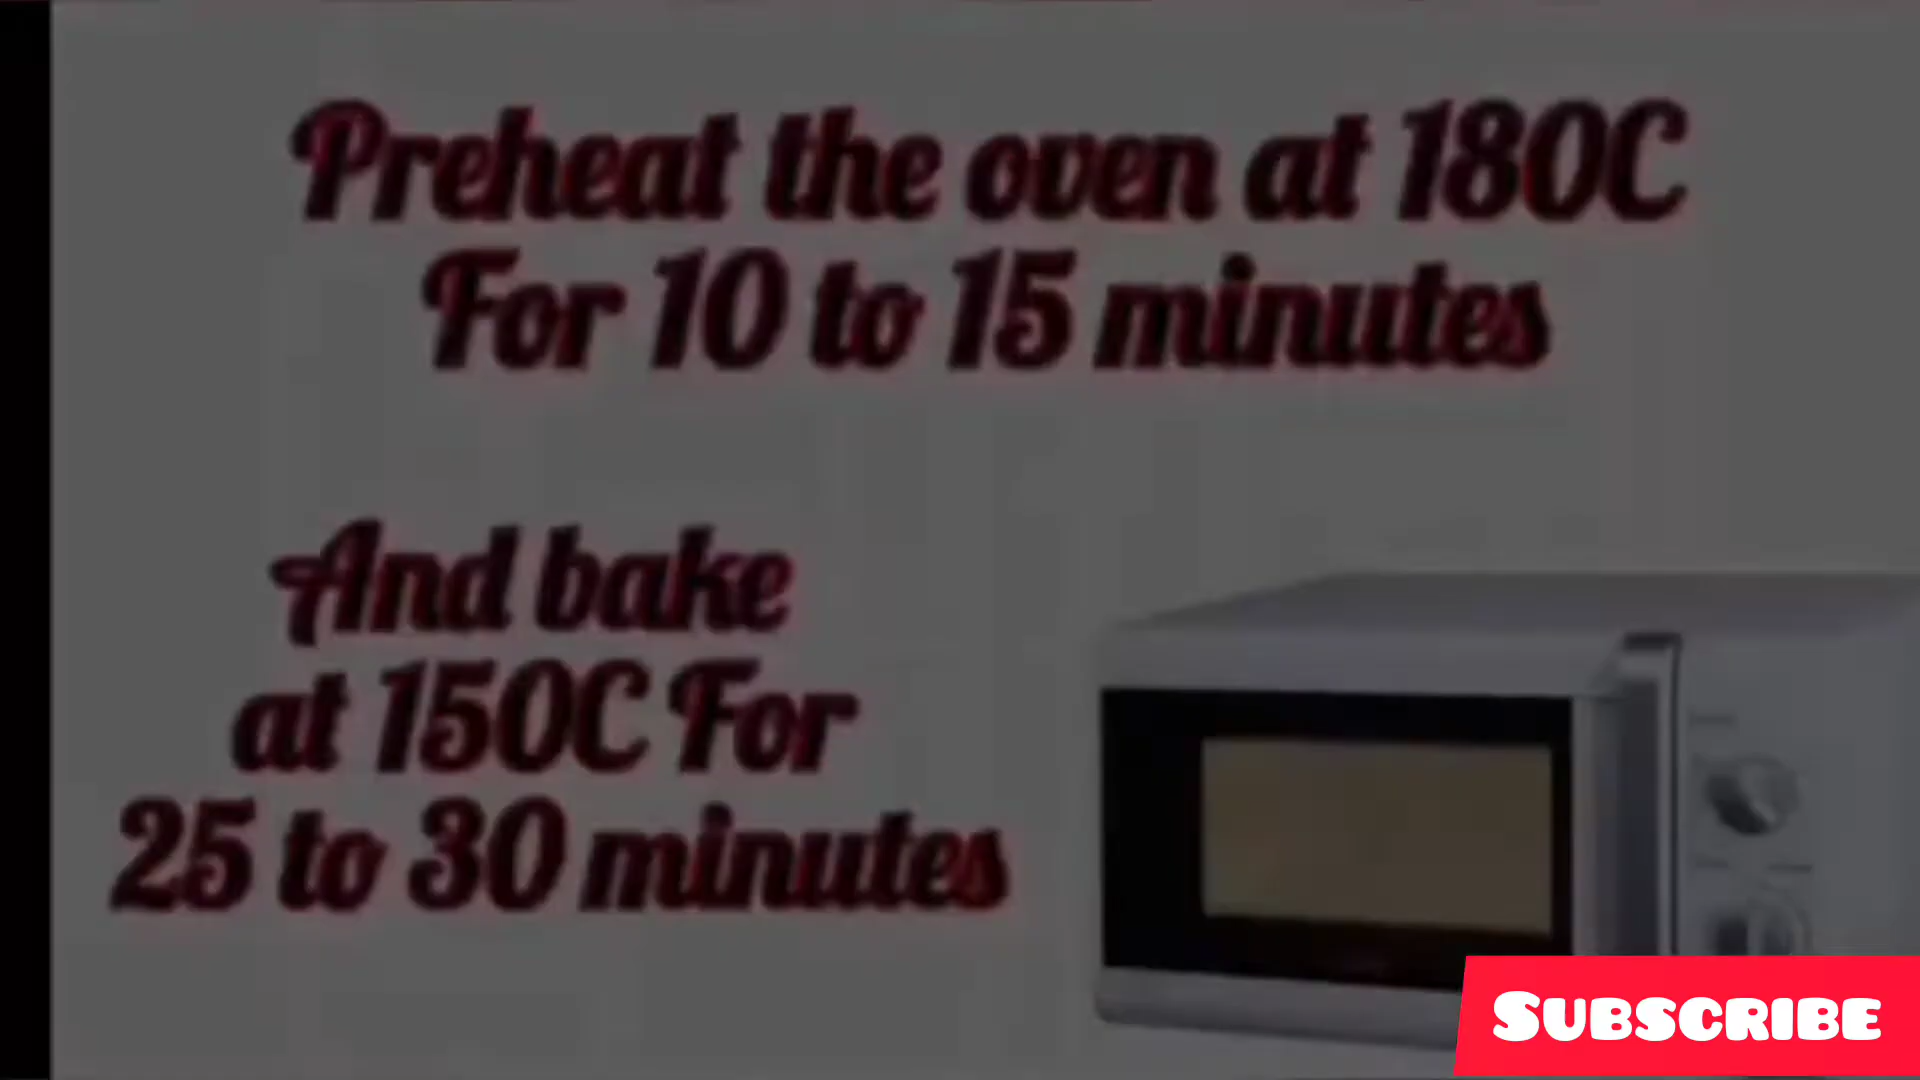 Preheat the oven at 180C
For 10 to 15 minutes
And bake
at 150C For
25 to 30 minutes
SUBSCRIBE